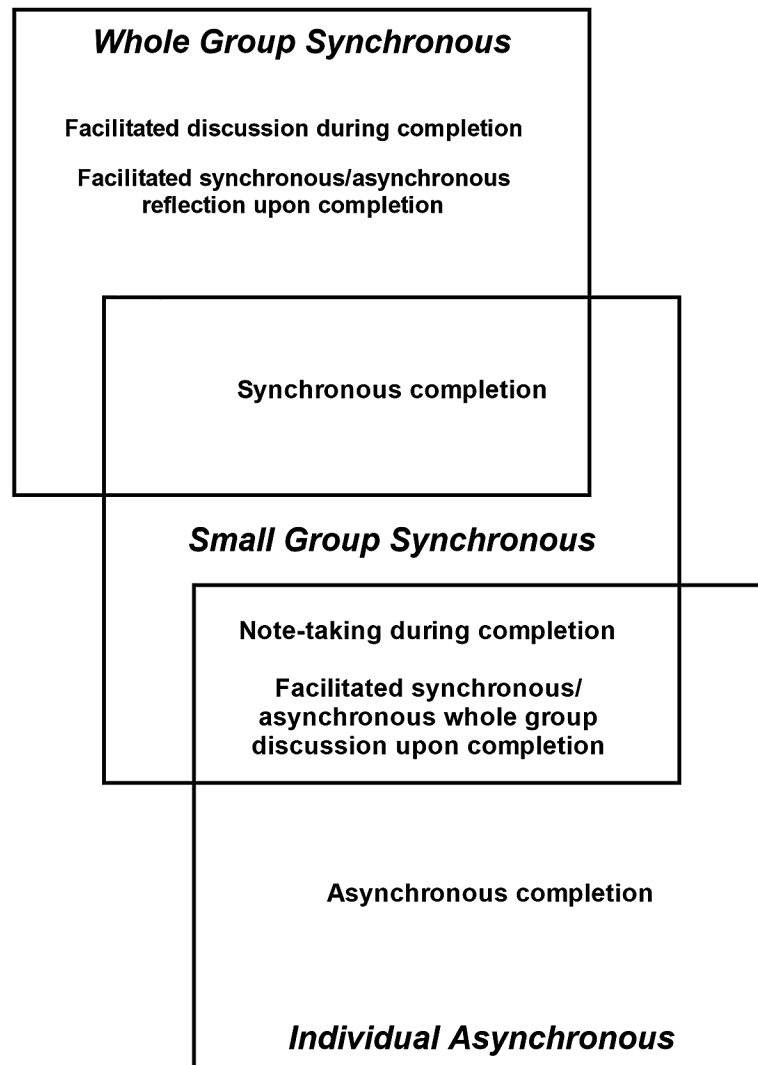 Whole Group Synchronous
Facilitated discussion during completion
Facilitated synchronous/asynchronous
reflection upon completion
Synchronous completion
Small Group Synchronous
Note-taking during completion
Facilitated synchronous/
asynchronous whole group
discussion upon completion
Asynchronous completion
Individual Asynchronous